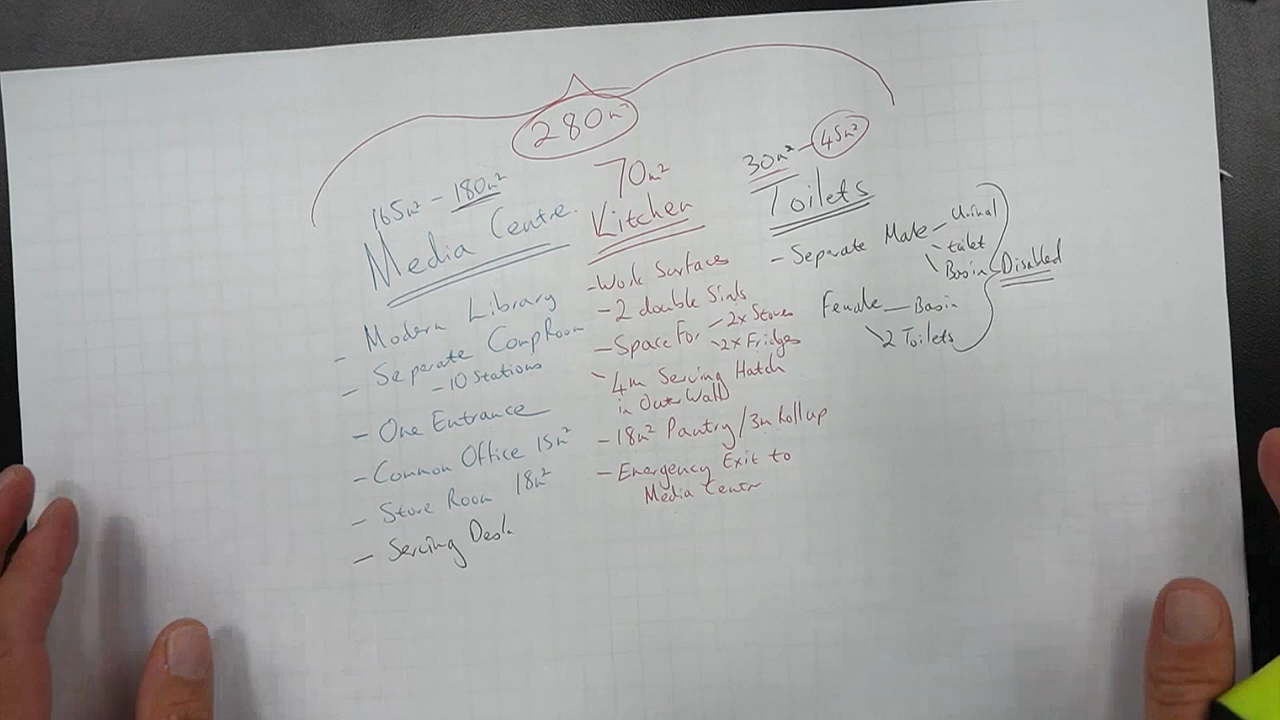 280m²
165m² - 180m²
Media Centre.
- Modern Library
- Seperate Comp Room
- 10 Stations
- One Entrance
- Common Office 15m²
- Store Room 18m²
- Serving Desk
70m²
Kitchen
- Work Surfaces
- 2 double Sinks
- Space For - 2x Stoves
- 2x Fridges
- 4m Serving Hatch
in Outer Wall
- 18m² Pantry / 3m Rollup
- Emergency Exit to
Media Centr
30m² - 45m²
Toilets
- Separate Male - Urinal
- toilet
- Basin
Disabled
Female - Basin
- 2 Toilets